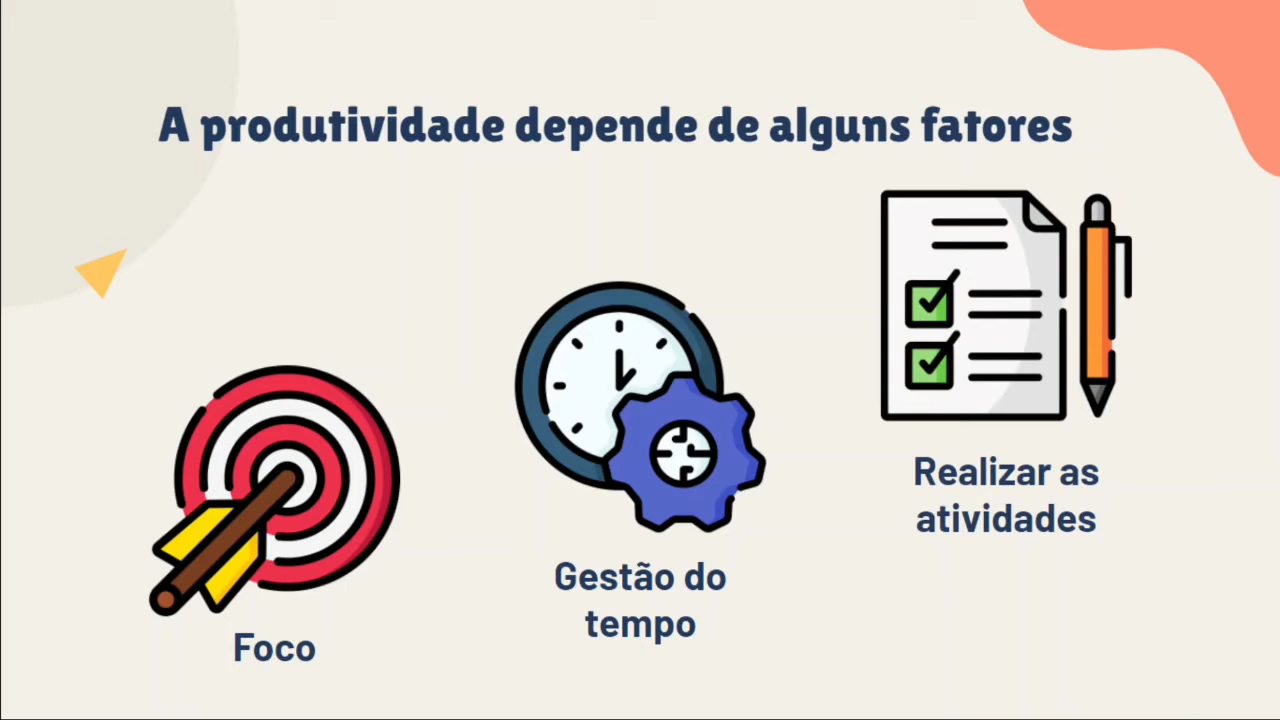 A produtividade depende de alguns fatores
Foco
Gestão do
tempo
Realizar as
atividades